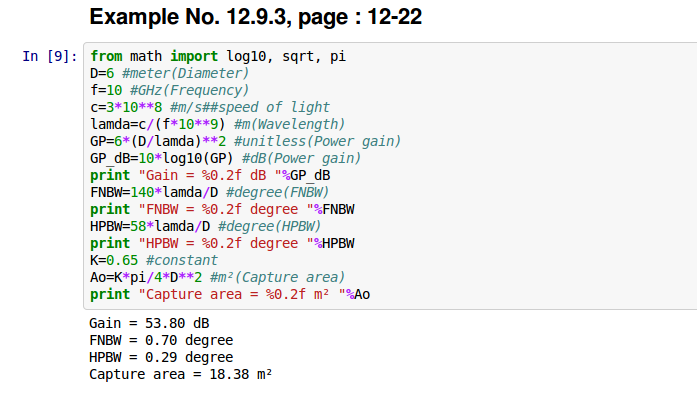 Example No. 12.9.3, page : 12-22
In [9]: from math import log10, sqrt, pi
D=6 #meter(Diameter)
f=10 #GHz(Frequency)
c=3*10**8 #m/s##speed of light
lamda=c/(f*10**9) #m(Wavelength)
GP=6*(D/lamda)**2 #unitless(Power gain)
GP_dB=10*log10(GP) #dB(Power gain)
print "Gain = %0.2f dB "%GP_dB
FNBW=140*lamda/D #degree(FNBW)
print "FNBW = %0.2f degree "%FNBW
HPBW=58*lamda/D #degree(HPBW)
print "HPBW = %0.2f degree "%HPBW
K=0.65 #constant
Ao=K*pi/4*D**2 #m²(Capture area)
print "Capture area = %0.2f m² "%Ao
Gain = 53.80 dB
FNBW = 0.70 degree
HPBW = 0.29 degree
Capture area = 18.38 m²